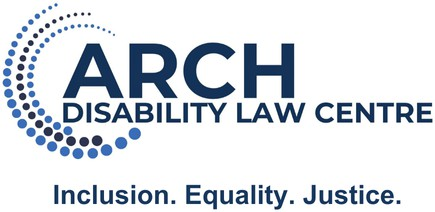 ARCH
DISABILITY LAW CENTRE
Inclusion. Equality. Justice.